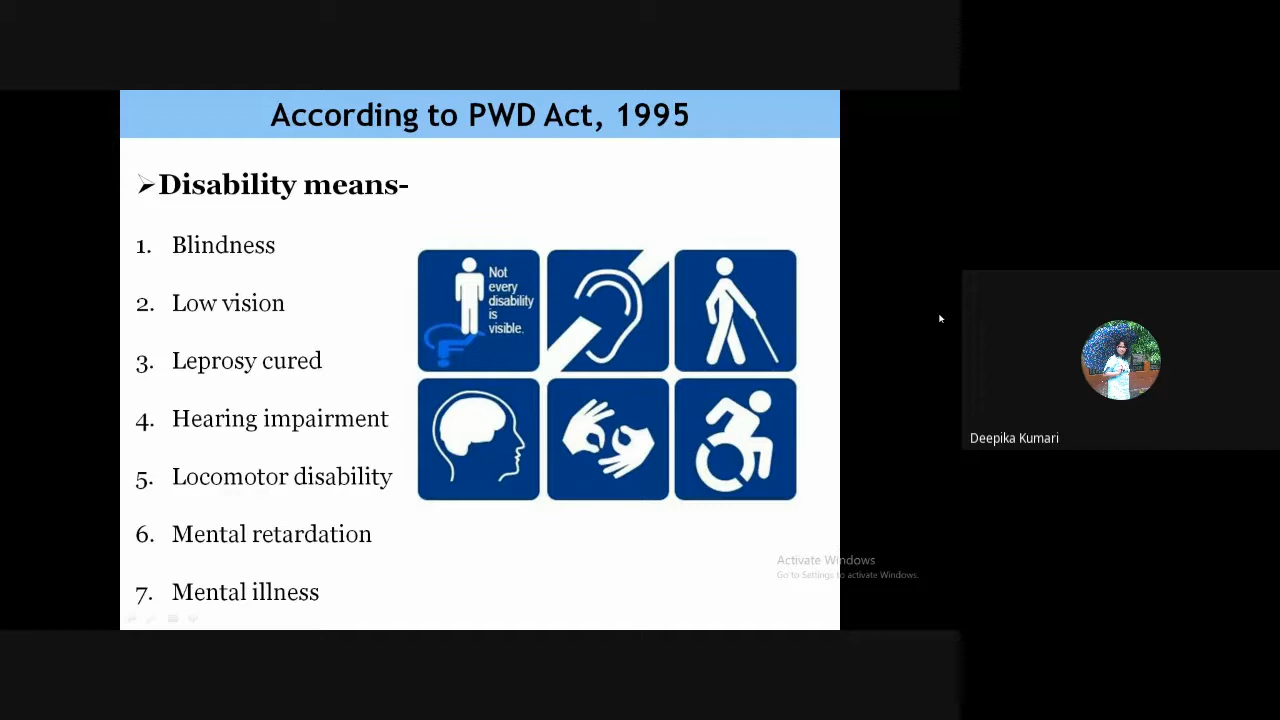 According to PWD Act, 1995
➢Disability means-
1. Blindness
2. Low vision
3. Leprosy cured
4. Hearing impairment
5. Locomotor disability
6. Mental retardation
7. Mental illness
Not
every
disability
is
visible.
Activate Windows
Go to Settings to activate Windows.
Deepika Kumari